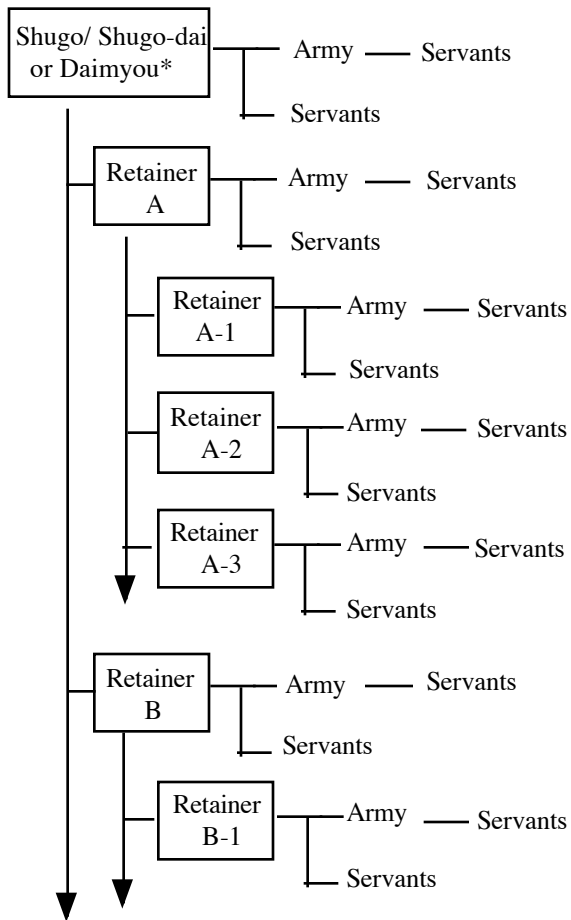 Shugo/ Shugo-dai
or Daimyou*
Army
Servants
Servants
Retainer
A
Army
Servants
Servants
Retainer
A-1
Army
Servants
Servants
Retainer
A-2
Army
Servants
Servants
Retainer
A-3
Army
Servants
Servants
Retainer
B
Army
Servants
Servants
Retainer
B-1
Army
Servants
Servants